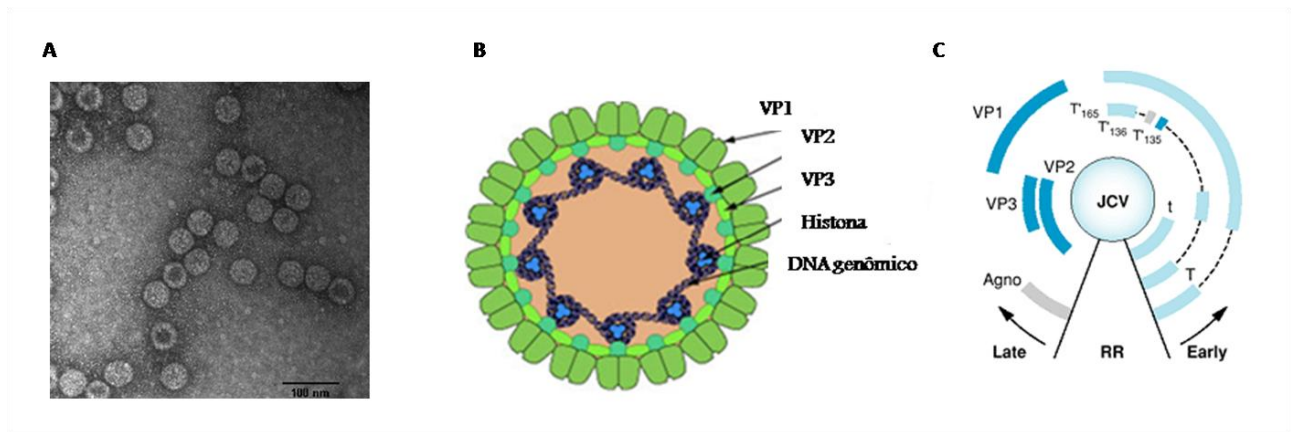 A
B
C
100 nm
VP1
VP2
VP3
Histona
DNA genômico
VP1
T'165
T'136
T'135
VP2
VP3
JCV
t
T
Agno
Late
RR
Early